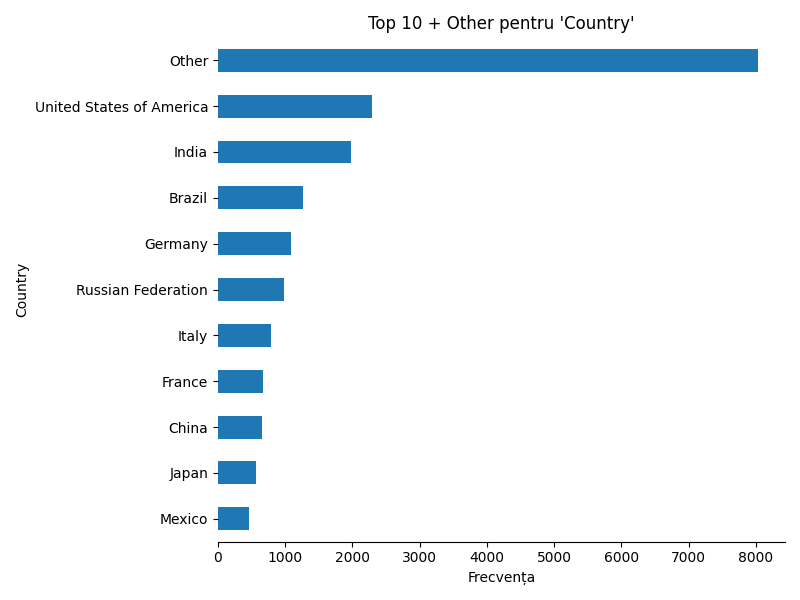 Top 10 + Other pentru 'Country'
Other
United States of America
India
Brazil
Germany
Russian Federation
Italy
France
China
Japan
Mexico
Country
0 1000 2000 3000 4000 5000 6000 7000 8000
Frecvența